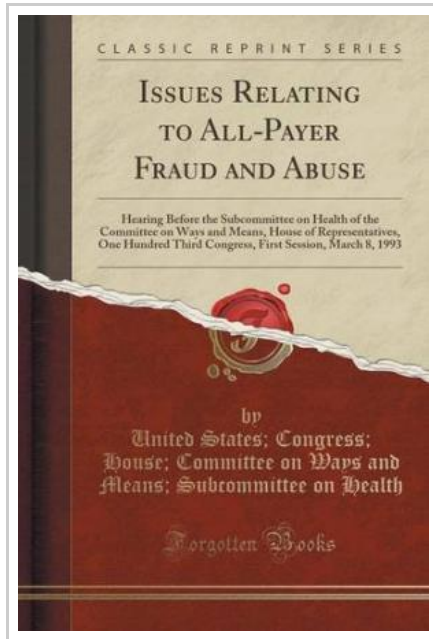 CLASSIC REPRINT SERIES
ISSUES RELATING
TO ALL-PAYER
FRAUD AND ABUSE
Hearing Before the Subcommittee on Health of the
Committee on Ways and Means, House of Representatives,
One Hundred Third Congress, First Session, March 8, 1993
by
United States; Congress;
House; Committee on Ways and
Means; Subcommittee on Health
Forgotten Books